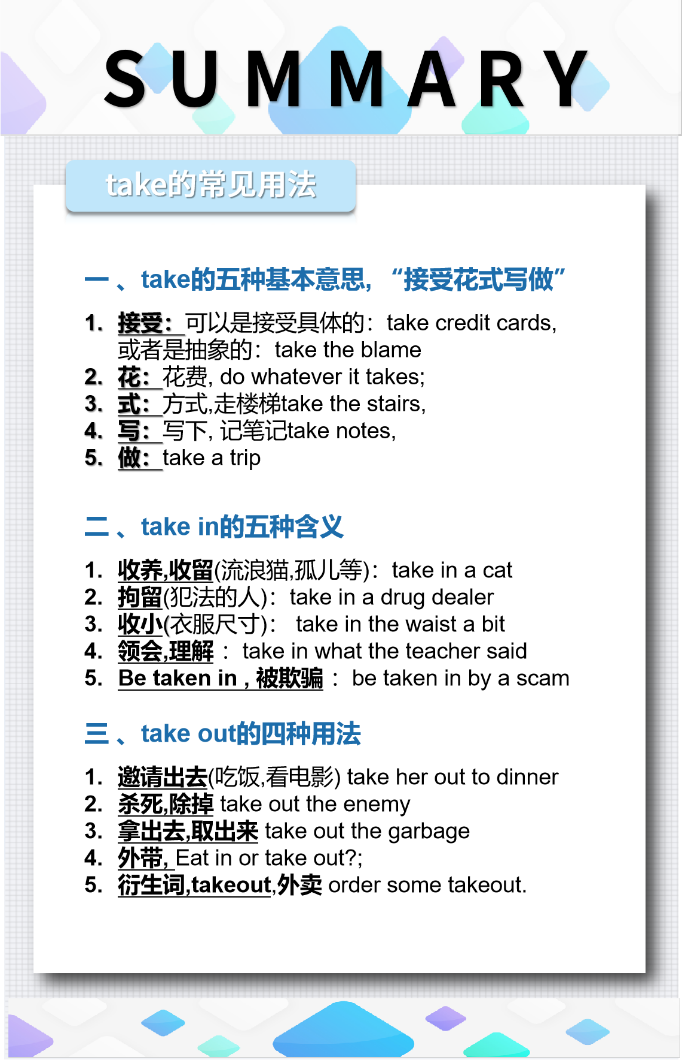 SUMMARY
take的常见用法
一 、take的五种基本意思, “接受花式写做”
1. 接受：可以是接受具体的：take credit cards,
或者是抽象的：take the blame
2. 花：花费, do whatever it takes;
3. 式：方式,走楼梯take the stairs,
4. 写：写下, 记笔记take notes,
5. 做：take a trip
二 、take in的五种含义
1. 收养,收留(流浪猫,孤儿等)：take in a cat
2. 拘留(犯法的人)：take in a drug dealer
3. 收小(衣服尺寸)： take in the waist a bit
4. 领会,理解 ：take in what the teacher said
5. Be taken in , 被欺骗 ：be taken in by a scam
三 、take out的四种用法
1. 邀请出去(吃饭,看电影) take her out to dinner
2. 杀死,除掉 take out the enemy
3. 拿出去,取出来 take out the garbage
4. 外带, Eat in or take out?;
5. 衍生词,takeout,外卖 order some takeout.